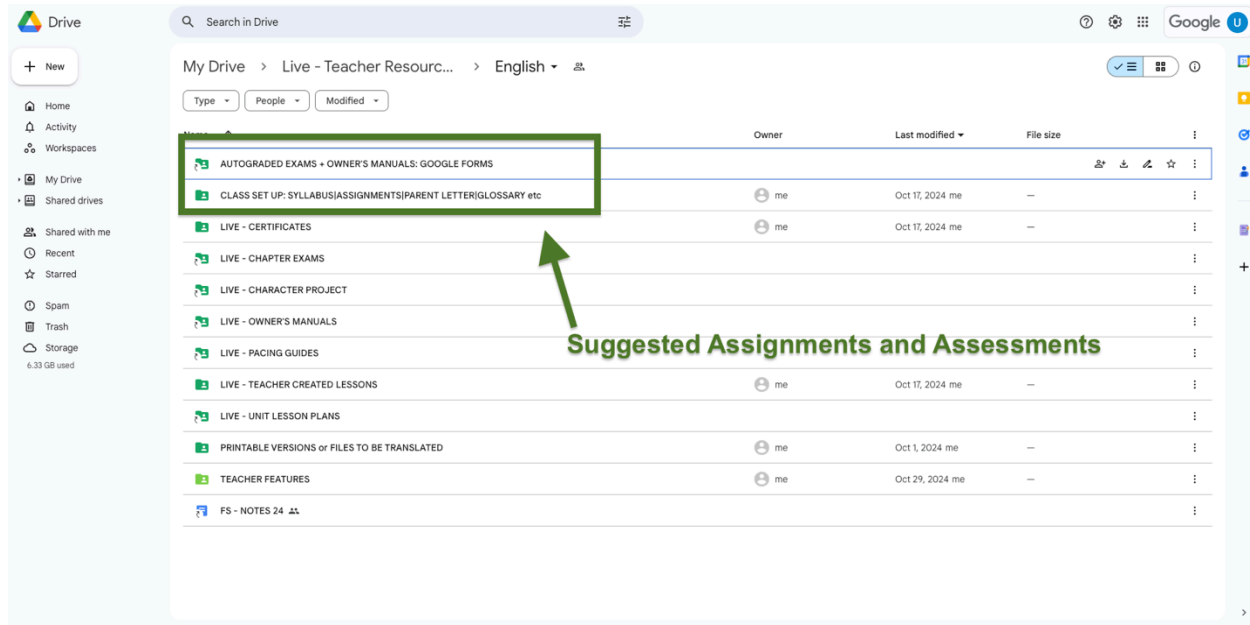 Drive
Search in Drive
Google U
New
My Drive > Live - Teacher Resourc... > English
Home
Activity
Workspaces
My Drive
Shared drives
Shared with me
Recent
Starred
Spam
Trash
Storage
6.33 GB used
Type People Modified
Name Owner Last modified File size
AUTOGRADED EXAMS + OWNER'S MANUALS: GOOGLE FORMS
CLASS SET UP: SYLLABUS|ASSIGNMENTS|PARENT LETTER|GLOSSARY etc me Oct 17, 2024 me —
LIVE - CERTIFICATES me Oct 17, 2024 me —
LIVE - CHAPTER EXAMS
LIVE - CHARACTER PROJECT
LIVE - OWNER'S MANUALS
Suggested Assignments and Assessments
LIVE - PACING GUIDES
LIVE - TEACHER CREATED LESSONS me Oct 17, 2024 me —
LIVE - UNIT LESSON PLANS
PRINTABLE VERSIONS or FILES TO BE TRANSLATED me Oct 1, 2024 me —
TEACHER FEATURES me Oct 29, 2024 me —
FS - NOTES 24